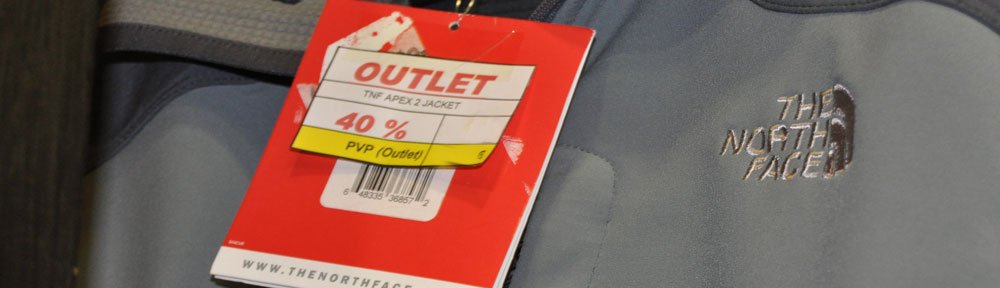 OUTLET
TNF APEX 2 JACKET
40 %
PVP (Outlet)
6 48335 36857 2
WWW.THENORTHFACE
THE
NORTH
FACE